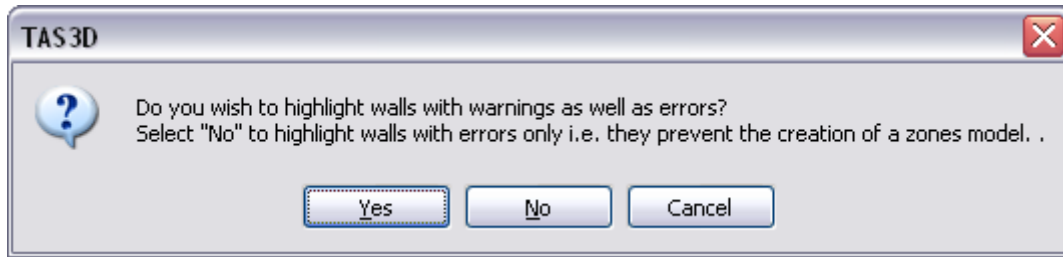 TAS3D
Do you wish to highlight walls with warnings as well as errors?
Select "No" to highlight walls with errors only i.e. they prevent the creation of a zones model. .
Yes No Cancel